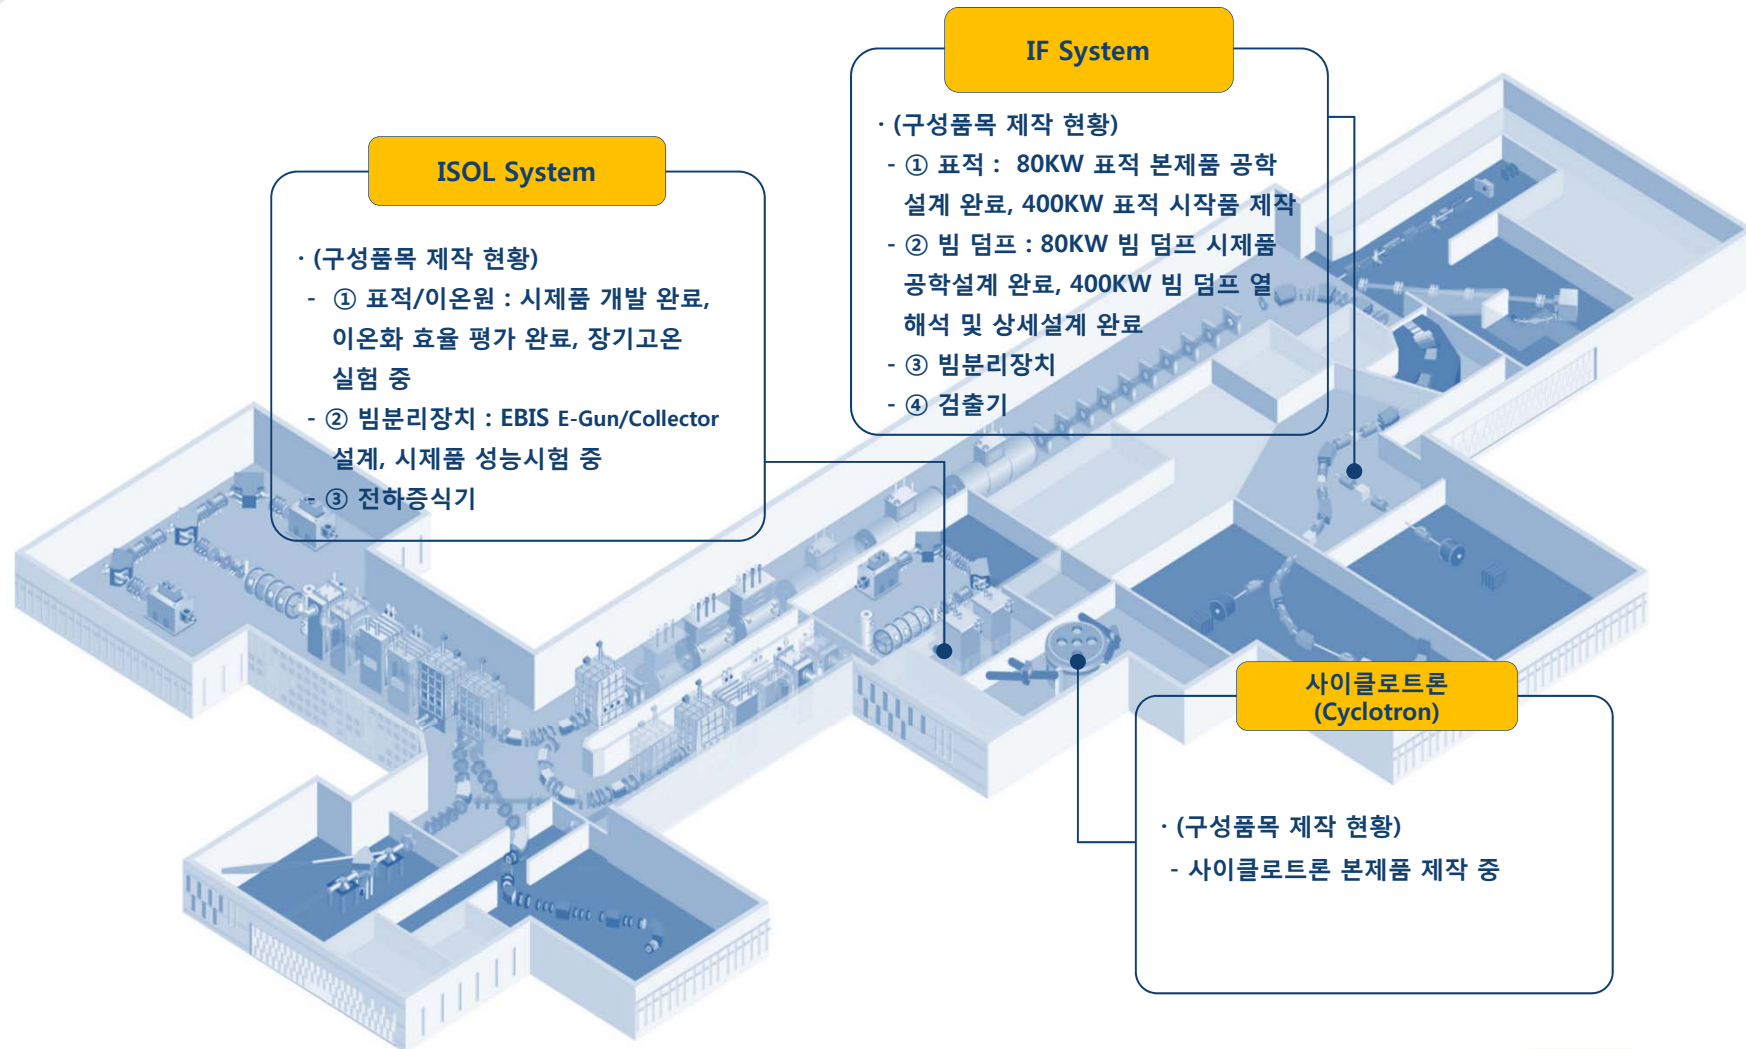 ISOL System
· (구성품목 제작 현황)
- ① 표적/이온원 : 시제품 개발 완료,
이온화 효율 평가 완료, 장기고온
실험 중
- ② 빔분리장치 : EBIS E-Gun/Collector
설계, 시제품 성능시험 중
- ③ 전하증식기
IF System
· (구성품목 제작 현황)
- ① 표적 : 80KW 표적 본제품 공학
설계 완료, 400KW 표적 시작품 제작
- ② 빔 덤프 : 80KW 빔 덤프 시제품
공학설계 완료, 400KW 빔 덤프 열
해석 및 상세설계 완료
- ③ 빔분리장치
- ④ 검출기
사이클로트론
(Cyclotron)
· (구성품목 제작 현황)
- 사이클로트론 본제품 제작 중